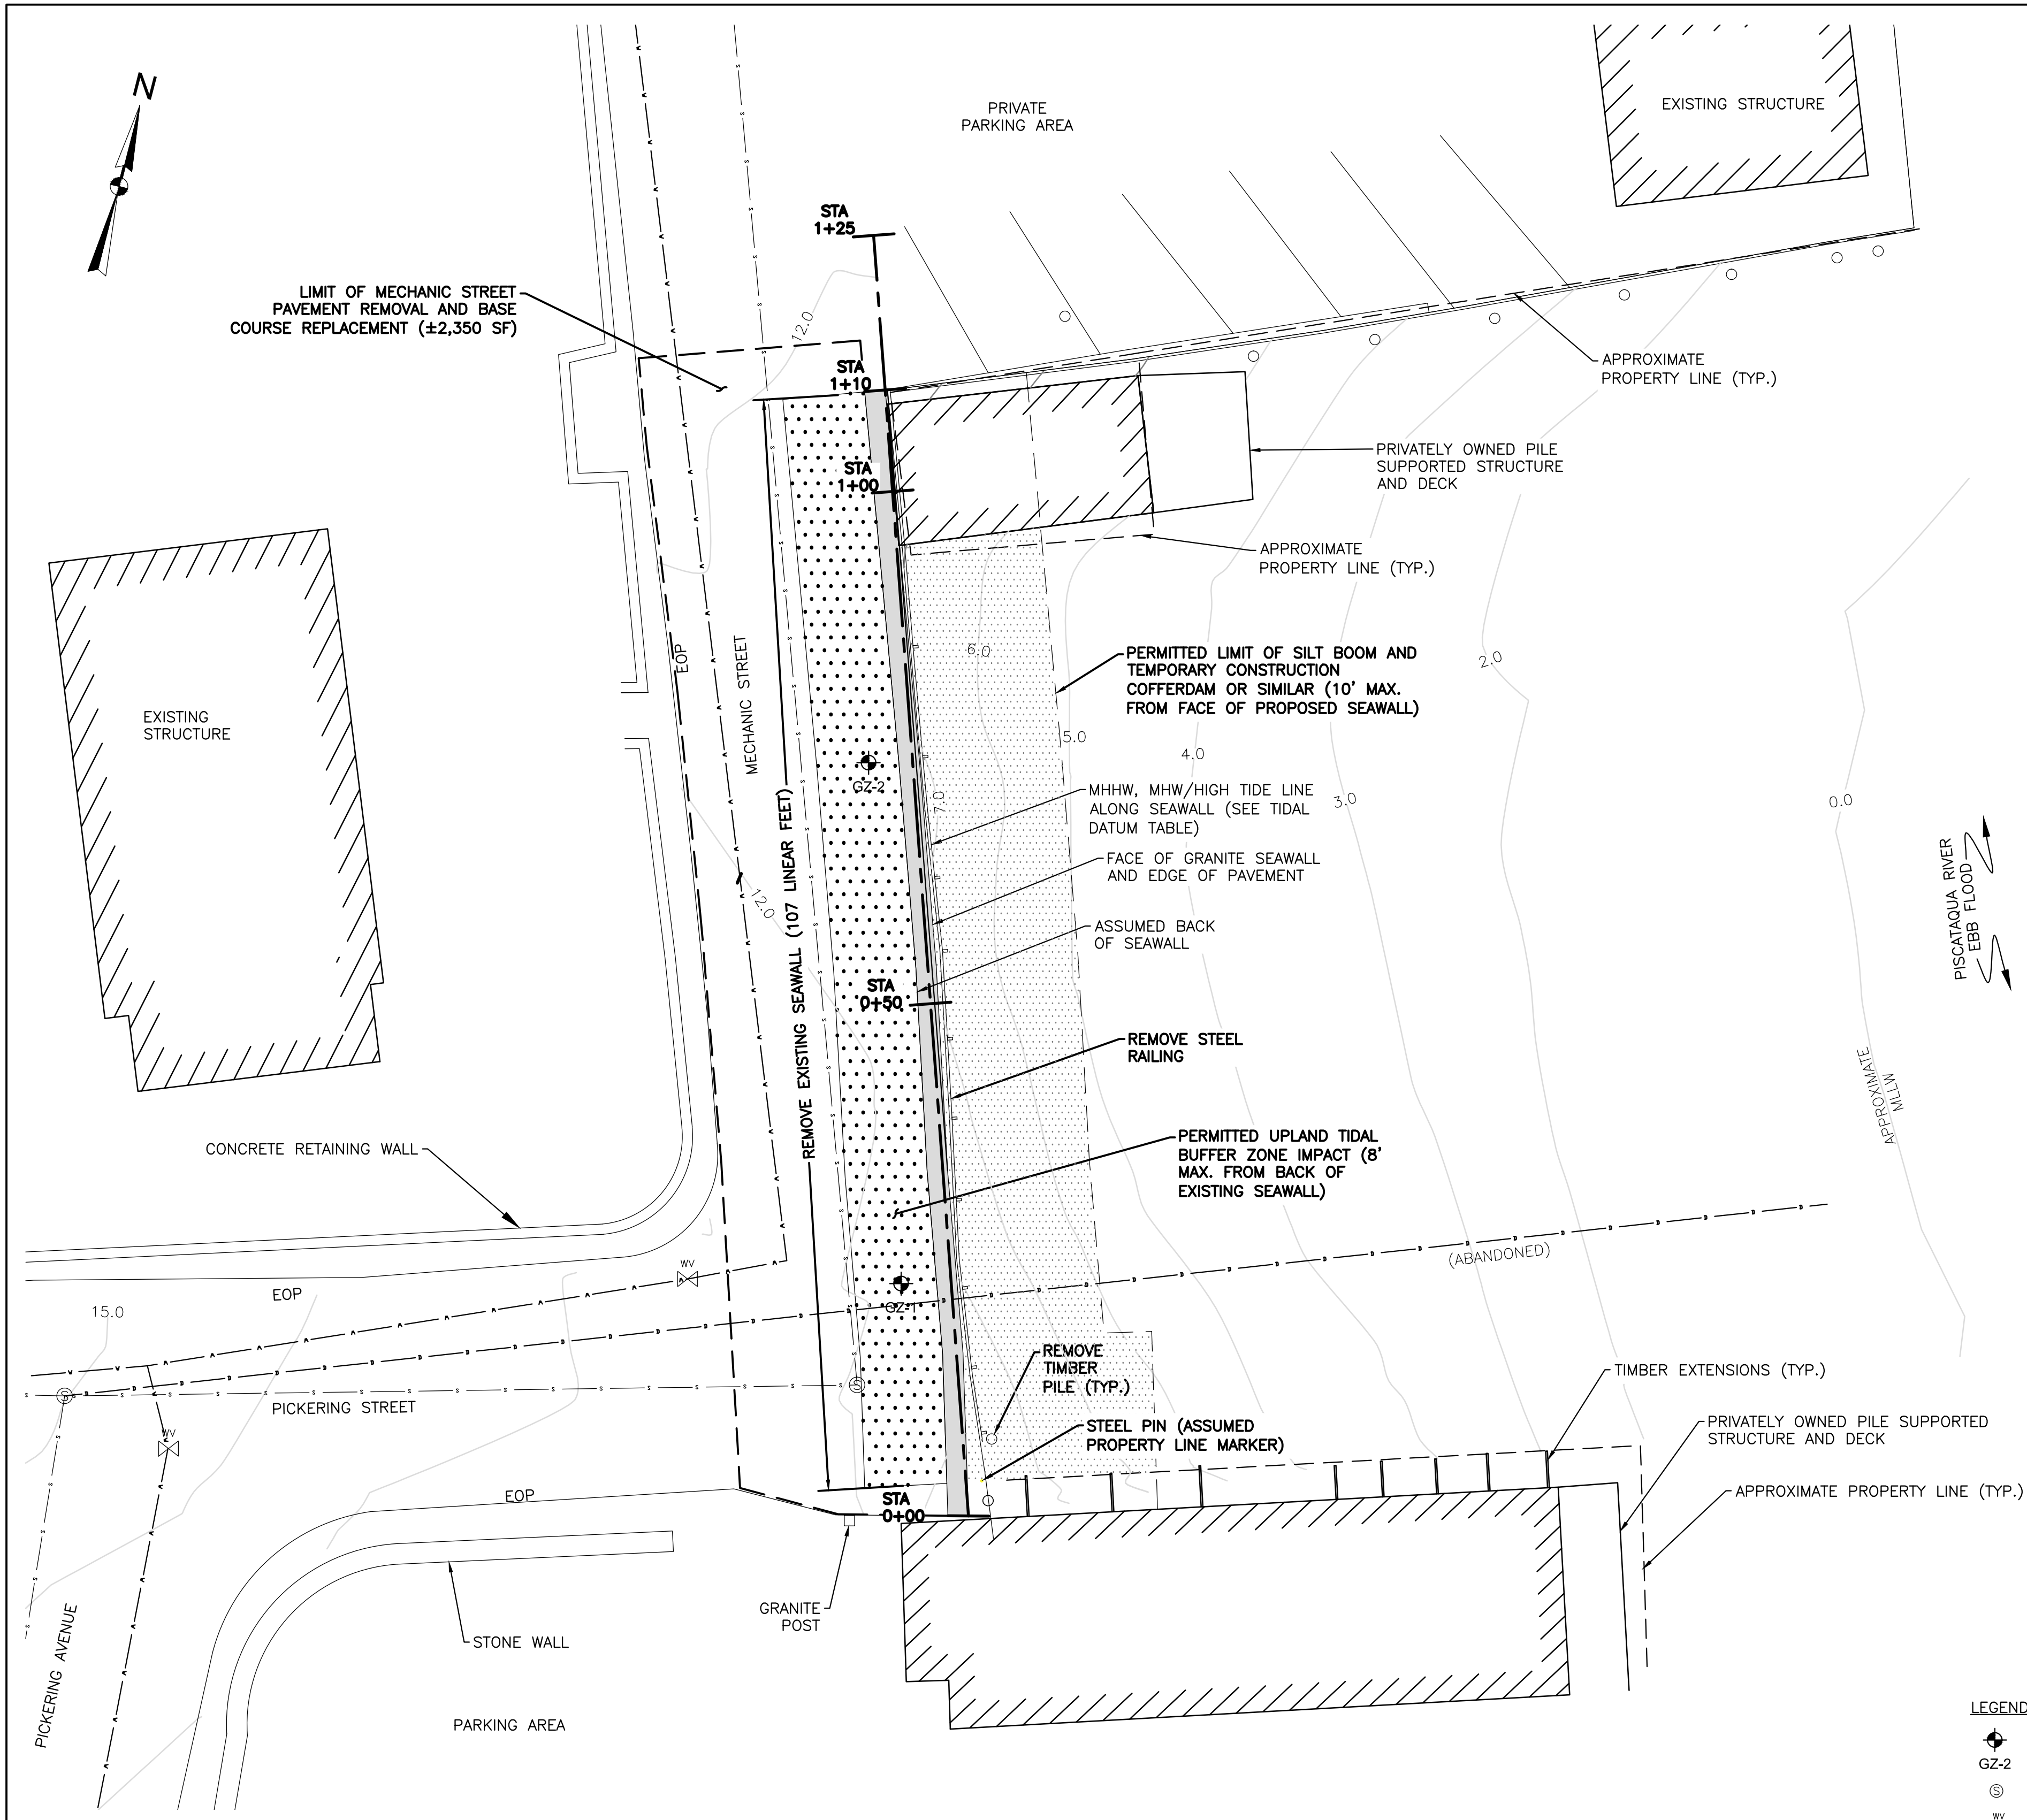 N
PRIVATE
PARKING AREA
EXISTING STRUCTURE
STA
1+25
LIMIT OF MECHANIC STREET
PAVEMENT REMOVAL AND BASE
COURSE REPLACEMENT (±2,350 SF)
12.0
STA
1+10
APPROXIMATE
PROPERTY LINE (TYP.)
PRIVATELY OWNED PILE
SUPPORTED STRUCTURE
AND DECK
STA
1+00
APPROXIMATE
PROPERTY LINE (TYP.)
EOP
MECHANIC STREET
6.0
PERMITTED LIMIT OF SILT BOOM AND
TEMPORARY CONSTRUCTION
COFFERDAM OR SIMILAR (10' MAX.
FROM FACE OF PROPOSED SEAWALL)
2.0
EXISTING
STRUCTURE
5.0
4.0
3.0
0.0
GZ-2
7.0
MHHW, MHW/HIGH TIDE LINE
ALONG SEAWALL (SEE TIDAL
DATUM TABLE)
FACE OF GRANITE SEAWALL
AND EDGE OF PAVEMENT
12.0
REMOVE EXISTING SEAWALL (107 LINEAR FEET)
ASSUMED BACK
OF SEAWALL
PISCATAQUA RIVER
EBB FLOOD
STA
0+50
REMOVE STEEL
RAILING
APPROXIMATE
MLLW
CONCRETE RETAINING WALL
PERMITTED UPLAND TIDAL
BUFFER ZONE IMPACT (8'
MAX. FROM BACK OF
EXISTING SEAWALL)
(ABANDONED)
WV
GZ-1
EOP
15.0
REMOVE
TIMBER
PILE (TYP.)
TIMBER EXTENSIONS (TYP.)
S
S
PICKERING STREET
WV
STEEL PIN (ASSUMED
PROPERTY LINE MARKER)
PRIVATELY OWNED PILE SUPPORTED
STRUCTURE AND DECK
EOP
STA
0+00
APPROXIMATE PROPERTY LINE (TYP.)
GRANITE
POST
STONE WALL
PICKERING AVENUE
PARKING AREA
LEGEND
GZ-2
S
WV